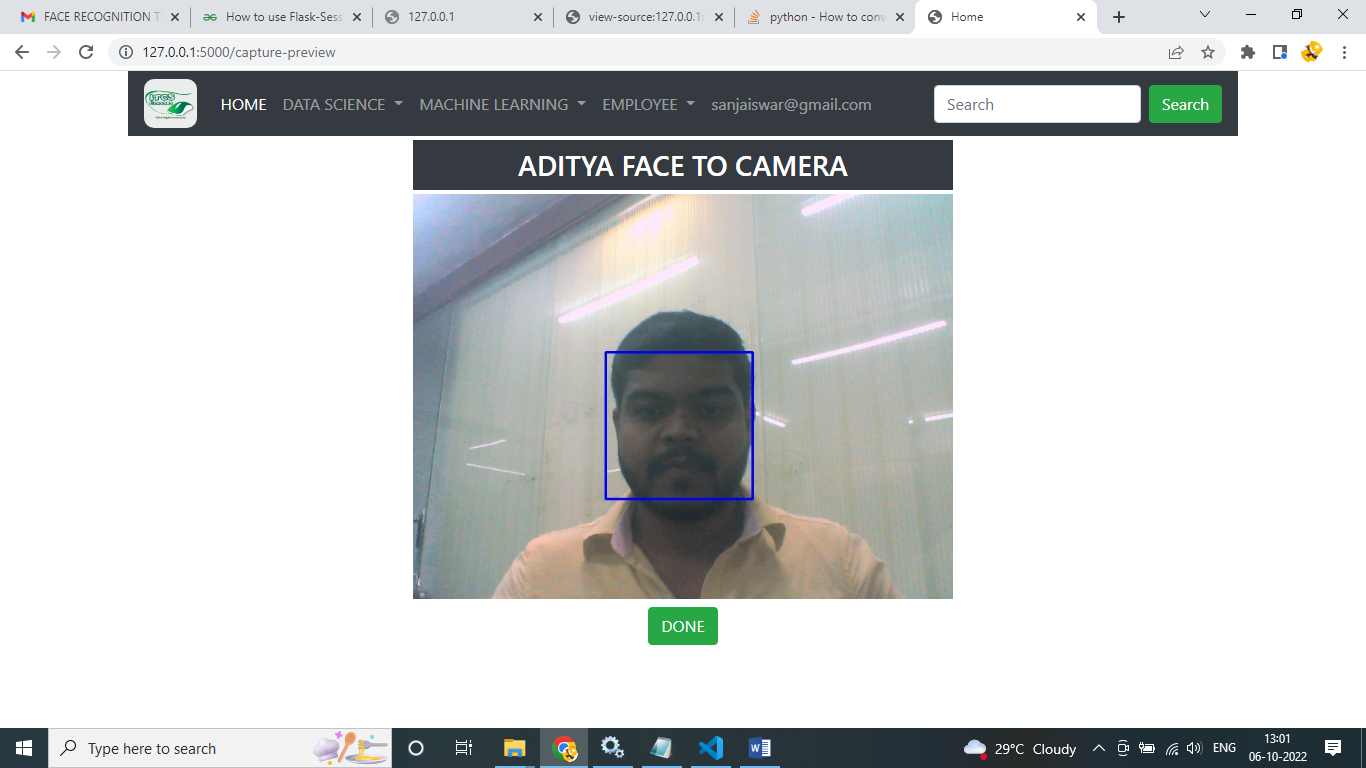 FACE RECOGNITION T
How to use Flask-Sess
127.0.0.1
view-source:127.0.0.1:
python - How to conv
Home
127.0.0.1:5000/capture-preview
HOME
DATA SCIENCE
MACHINE LEARNING
EMPLOYEE
sanjaiswar@gmail.com
Search
Search
ADITYA FACE TO CAMERA
DONE
Type here to search
29°C Cloudy
ENG
13:01
06-10-2022